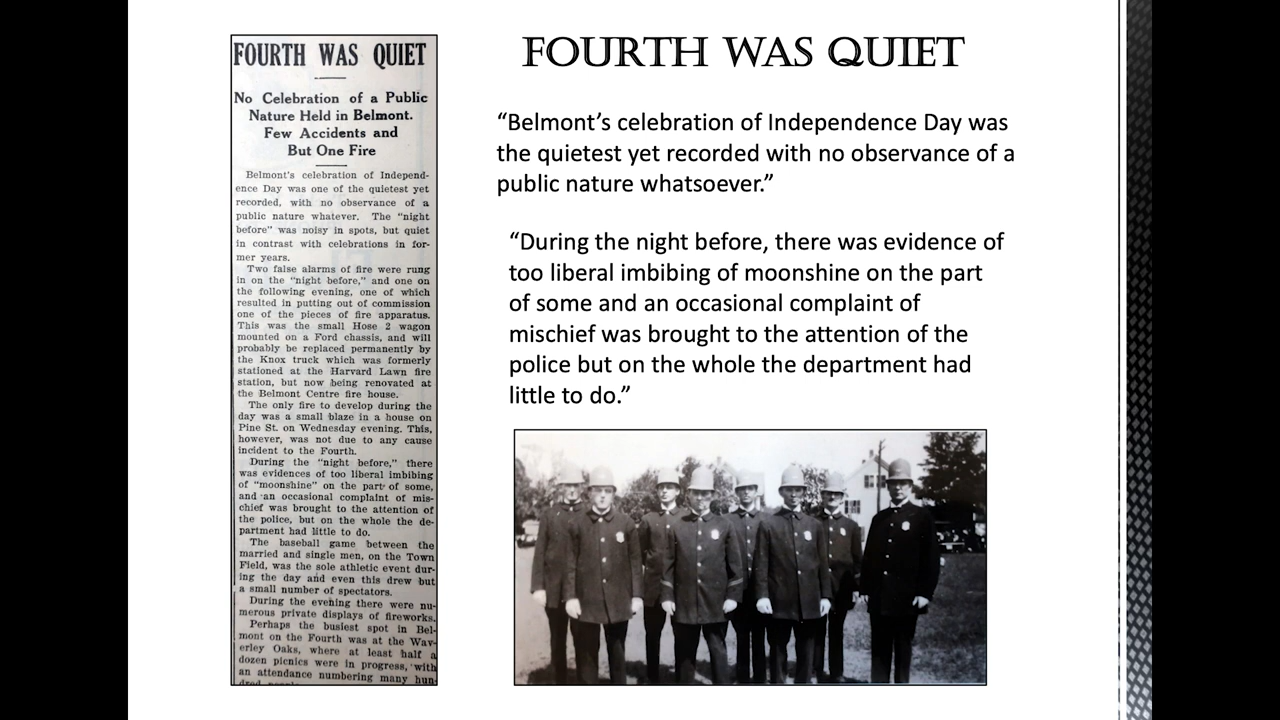 FOURTH WAS QUIET
No Celebration of a Public
Nature Held in Belmont.
Few Accidents and
But One Fire
Belmont's celebration of Independ-
ence Day was one of the quietest yet
recorded, with no observance of a
public nature whatever. The "night
before" was noisy in spots, but quiet
in contrast with celebrations in for-
mer years.
Two false alarms of fire were rung
in on the "night before," and one on
the following evening, one of which
resulted in putting out of commission
one of the pieces of fire apparatus.
This was the small Hose 2 wagon
mounted on a Ford chassis, and will
probably be replaced permanently by
the Knox truck which was formerly
stationed at the Harvard Lawn fire
station, but now being renovated at
the Belmont Centre fire house.
The only fire to develop during the
day was a small blaze in a house on
Pine St. on Wednesday evening. This,
however, was not due to any cause
incident to the Fourth.
During the "night before," there
was evidences of too liberal imbibing
of "moonshine" on the part of some,
and an occasional complaint of mis-
chief was brought to the attention of
the police, but on the whole the de-
partment had little to do.
The baseball game between the
married and single men, on the Town
Field, was the sole athletic event dur-
ing the day and even this drew but
a small number of spectators.
During the evening there were nu-
merous private displays of fireworks.
Perhaps the busiest spot in Bel-
mont on the Fourth was at the Wav-
erley Oaks, where at least half a
dozen picnics were in progress, with
an attendance numbering many hun-
FOURTH WAS QUIET
“Belmont’s celebration of Independence Day was
the quietest yet recorded with no observance of a
public nature whatsoever.”
“During the night before, there was evidence of
too liberal imbibing of moonshine on the part
of some and an occasional complaint of
mischief was brought to the attention of the
police but on the whole the department had
little to do.”